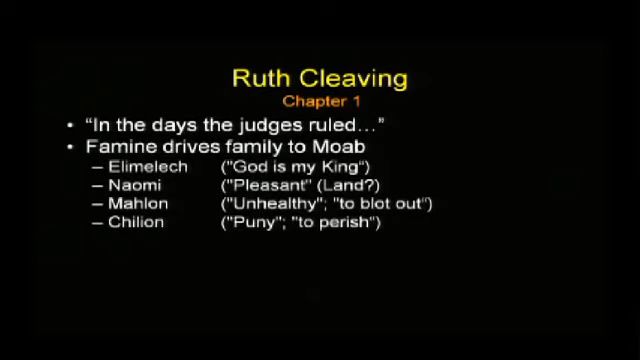 Ruth Cleaving
Chapter 1
• “In the days the judges ruled…”
• Famine drives family to Moab
– Elimelech ("God is my King“)
– Naomi ("Pleasant” (Land?)
– Mahlon ("Unhealthy”; "to blot out“)
– Chilion ("Puny”; "to perish“)